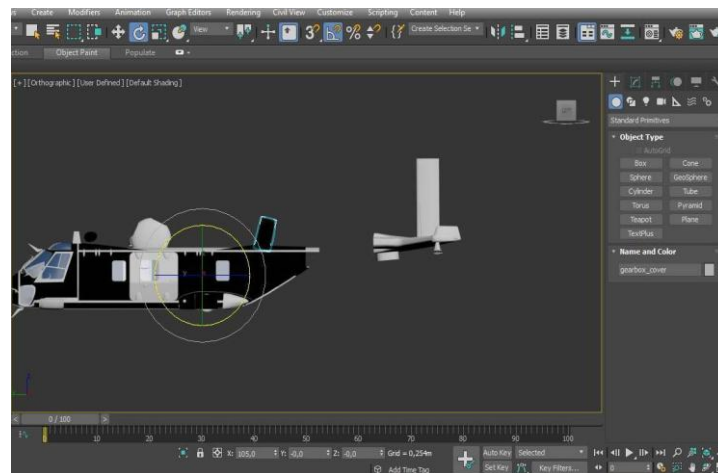 Create Modifiers Animation Graph Editors Rendering Civil View Customize Scripting Content Help
View
Create Selection Se
Object Paint Populate
[+] [Orthographic] [User Defined] [Default Shading]
Standard Primitives
Object Type
AutoGrid
Box Cone
Sphere GeoSphere
Cylinder Tube
Torus Pyramid
Teapot Plane
TextPlus
Name and Color
gearbox_cover
0 / 100
0 10 20 30 40 50 60 70 80 90 100
X: 105,0 Y: -0,0 Z: -0,0 Grid = 0,254m
Auto Key Selected
Add Time Tag
Set Key Key Filters...
0